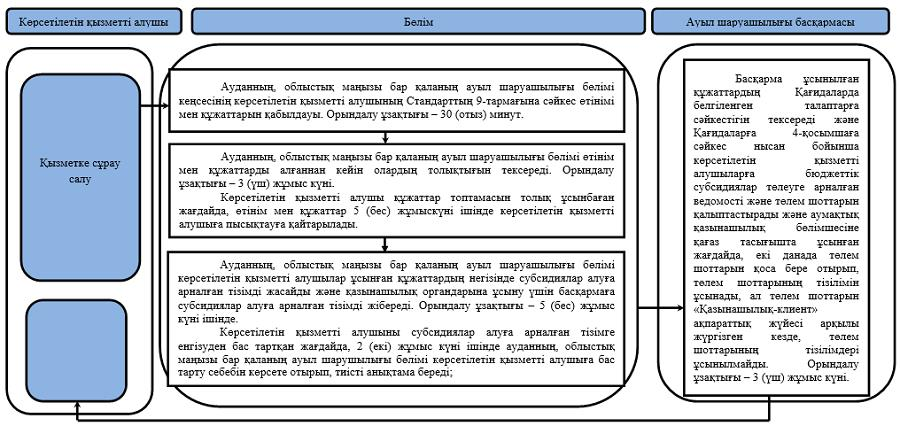 Көрсетілетін қызметті алушы
Бөлім
Ауыл шаруашылығы басқармасы
Қызметке сұрау
салу
Ауданның, облыстық маңызы бар қаланың ауыл шаруашылығы бөлімі
кеңсесінің көрсетілетін қызметті алушының Стандарттың 9-тармағына сәйкес өтінімі
мен құжаттарын қабылдауы. Орындалу ұзақтығы – 30 (отыз) минут.
Ауданның, облыстық маңызы бар қаланың ауыл шаруашылығы бөлімі өтінім
мен құжаттарды алғаннан кейін олардың толықтығын тексереді. Орындалу
ұзақтығы – 3 (үш) жұмыс күні.
Көрсетілетін қызметті алушы құжаттар топтамасын толық ұсынбаған
жағдайда, өтінім мен құжаттар 5 (бес) жұмыскүні ішінде көрсетілетін қызметті
алушыға пысықтауға қайтарылады.
Ауданның, облыстық маңызы бар қаланың ауыл шаруашылығы бөлімі
көрсетілетін қызметті алушылар ұсынған құжаттардың негізінде субсидиялар алуға
арналған тізімді жасайды және қазынашылық органдарына ұсыну үшін басқармаға
субсидиялар алуға арналған тізімді жібереді. Орындалу ұзақтығы – 5 (бес) жұмыс
күні ішінде.
Көрсетілетін қызметті алушыны субсидиялар алуға арналған тізімге
енгізуден бас тартқан жағдайда, 2 (екі) жұмыс күні ішінде ауданның, облыстық
маңызы бар қаланың ауыл шарушылығы бөлімі көрсетілетін қызметті алушыға бас
тарту себебін көрсете отырып, тиісті анықтама береді;
Басқарма ұсынылған
құжаттардың Қағидаларда
белгіленген талаптарға
сәйкестігін тексереді және
Қағидаларға 4-қосымшаға
сәйкес нысан бойынша
көрсетілетін қызметті
алушыларға бюджеттік
субсидиялар төлеуге арналған
ведомості және төлем шоттарын
қалыптастырады және аумақтық
қазынашылық бөлімшесіне
қағаз тасығышта ұсынған
жағдайда, екі данада төлем
шоттарын қоса бере отырып,
төлем шоттарының тізілімін
ұсынады, ал төлем шоттарын
«Қазынашылық-клиент»
ақпараттық жүйесі арқылы
жүргізген кезде, төлем
шоттарының тізілімдері
ұсынылмайды. Орындалу
ұзақтығы – 3 (үш) жұмыс күні.